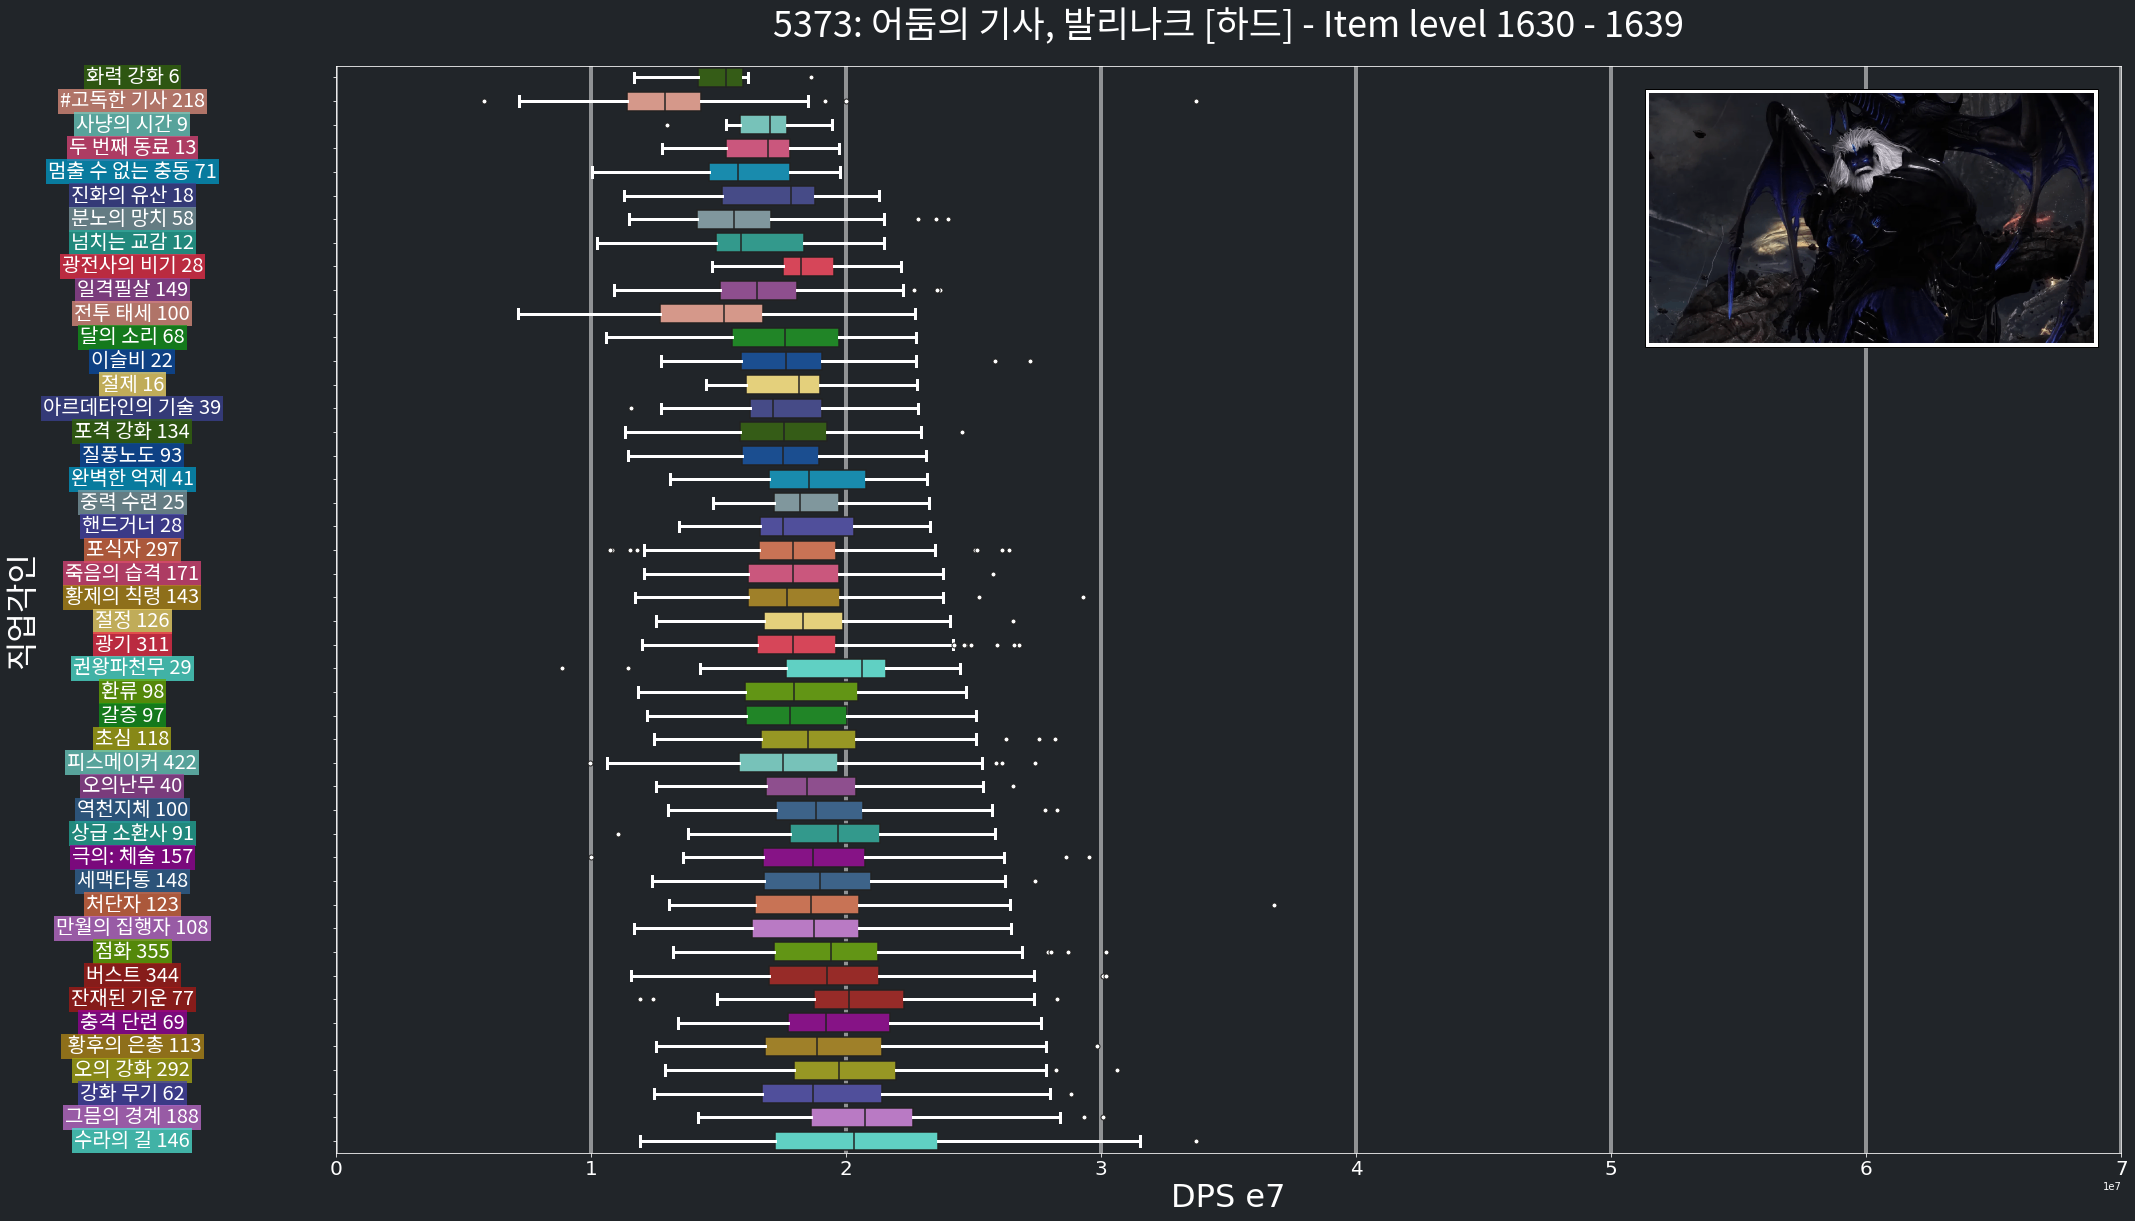 5373: 어둠의 기사, 발리나크 [하드] - Item level 1630 - 1639
화력 강화 6
#고독한 기사 218
사냥의 시간 9
두 번째 동료 13
멈출 수 없는 충동 71
진화의 유산 18
분노의 망치 58
넘치는 교감 12
광전사의 비기 28
일격필살 149
전투 태세 100
달의 소리 68
이슬비 22
절제 16
아르데타인의 기술 39
포격 강화 134
질풍노도 93
완벽한 억제 41
중력 수련 25
핸드거너 28
포식자 297
죽음의 습격 171
황제의 칙령 143
절정 126
광기 311
권왕파천무 29
환류 98
갈증 97
초심 118
피스메이커 422
오의난무 40
역천지체 100
상급 소환사 91
극의: 체술 157
세맥타통 148
처단자 123
만월의 집행자 108
점화 355
버스트 344
잔재된 기운 77
충격 단련 69
황후의 은총 113
오의 강화 292
강화 무기 62
그믐의 경계 188
수라의 길 146
직업각인
0 1 2 3 4 5 6 7
DPS e7
1e7